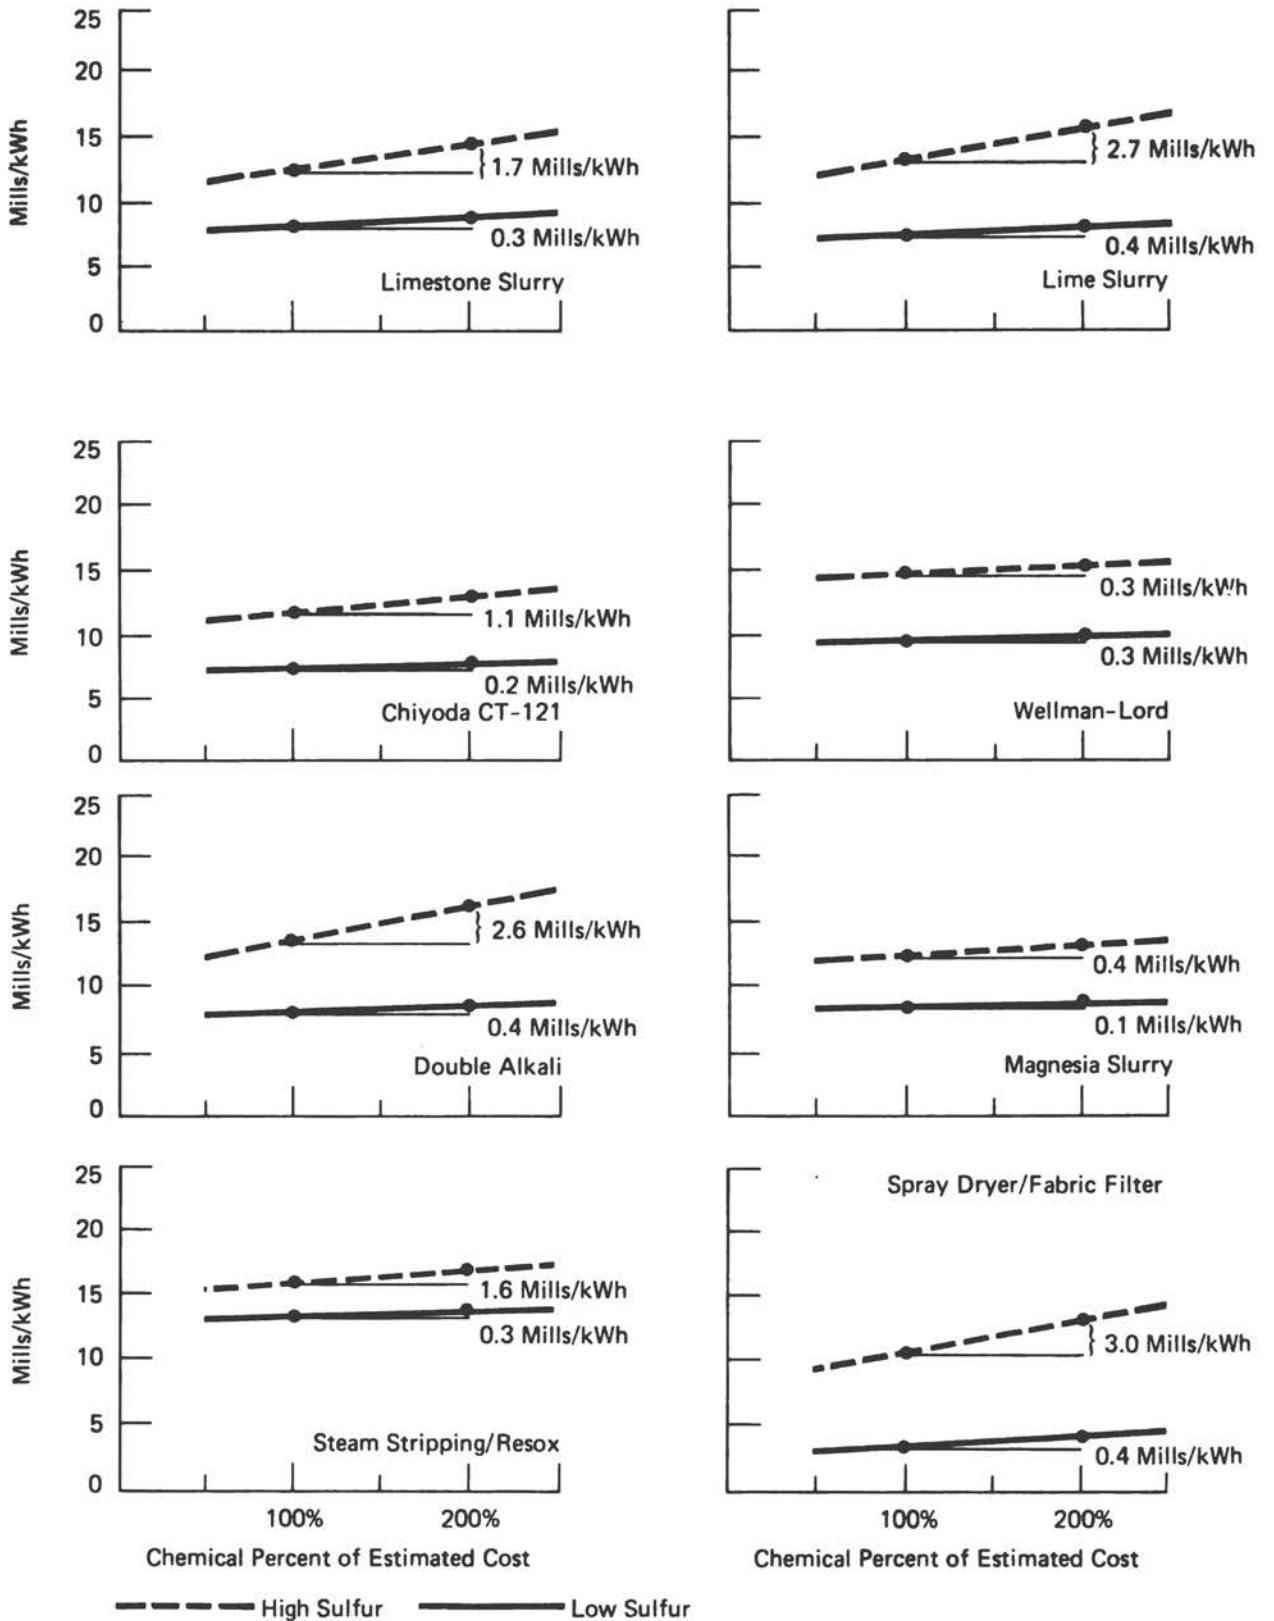 25
20
15
10
5
0
Mills/kWh
1.7 Mills/kWh
0.3 Mills/kWh
Limestone Slurry
2.7 Mills/kWh
0.4 Mills/kWh
Lime Slurry
25
20
15
10
5
0
Mills/kWh
1.1 Mills/kWh
0.2 Mills/kWh
Chiyoda CT-121
0.3 Mills/kWh
0.3 Mills/kWh
Wellman-Lord
25
20
15
10
5
0
Mills/kWh
2.6 Mills/kWh
0.4 Mills/kWh
Double Alkali
0.4 Mills/kWh
0.1 Mills/kWh
Magnesia Slurry
25
20
15
10
5
0
Mills/kWh
1.6 Mills/kWh
0.3 Mills/kWh
Steam Stripping/Resox
100% 200%
Chemical Percent of Estimated Cost
Spray Dryer/Fabric Filter
3.0 Mills/kWh
0.4 Mills/kWh
100% 200%
Chemical Percent of Estimated Cost
High Sulfur Low Sulfur